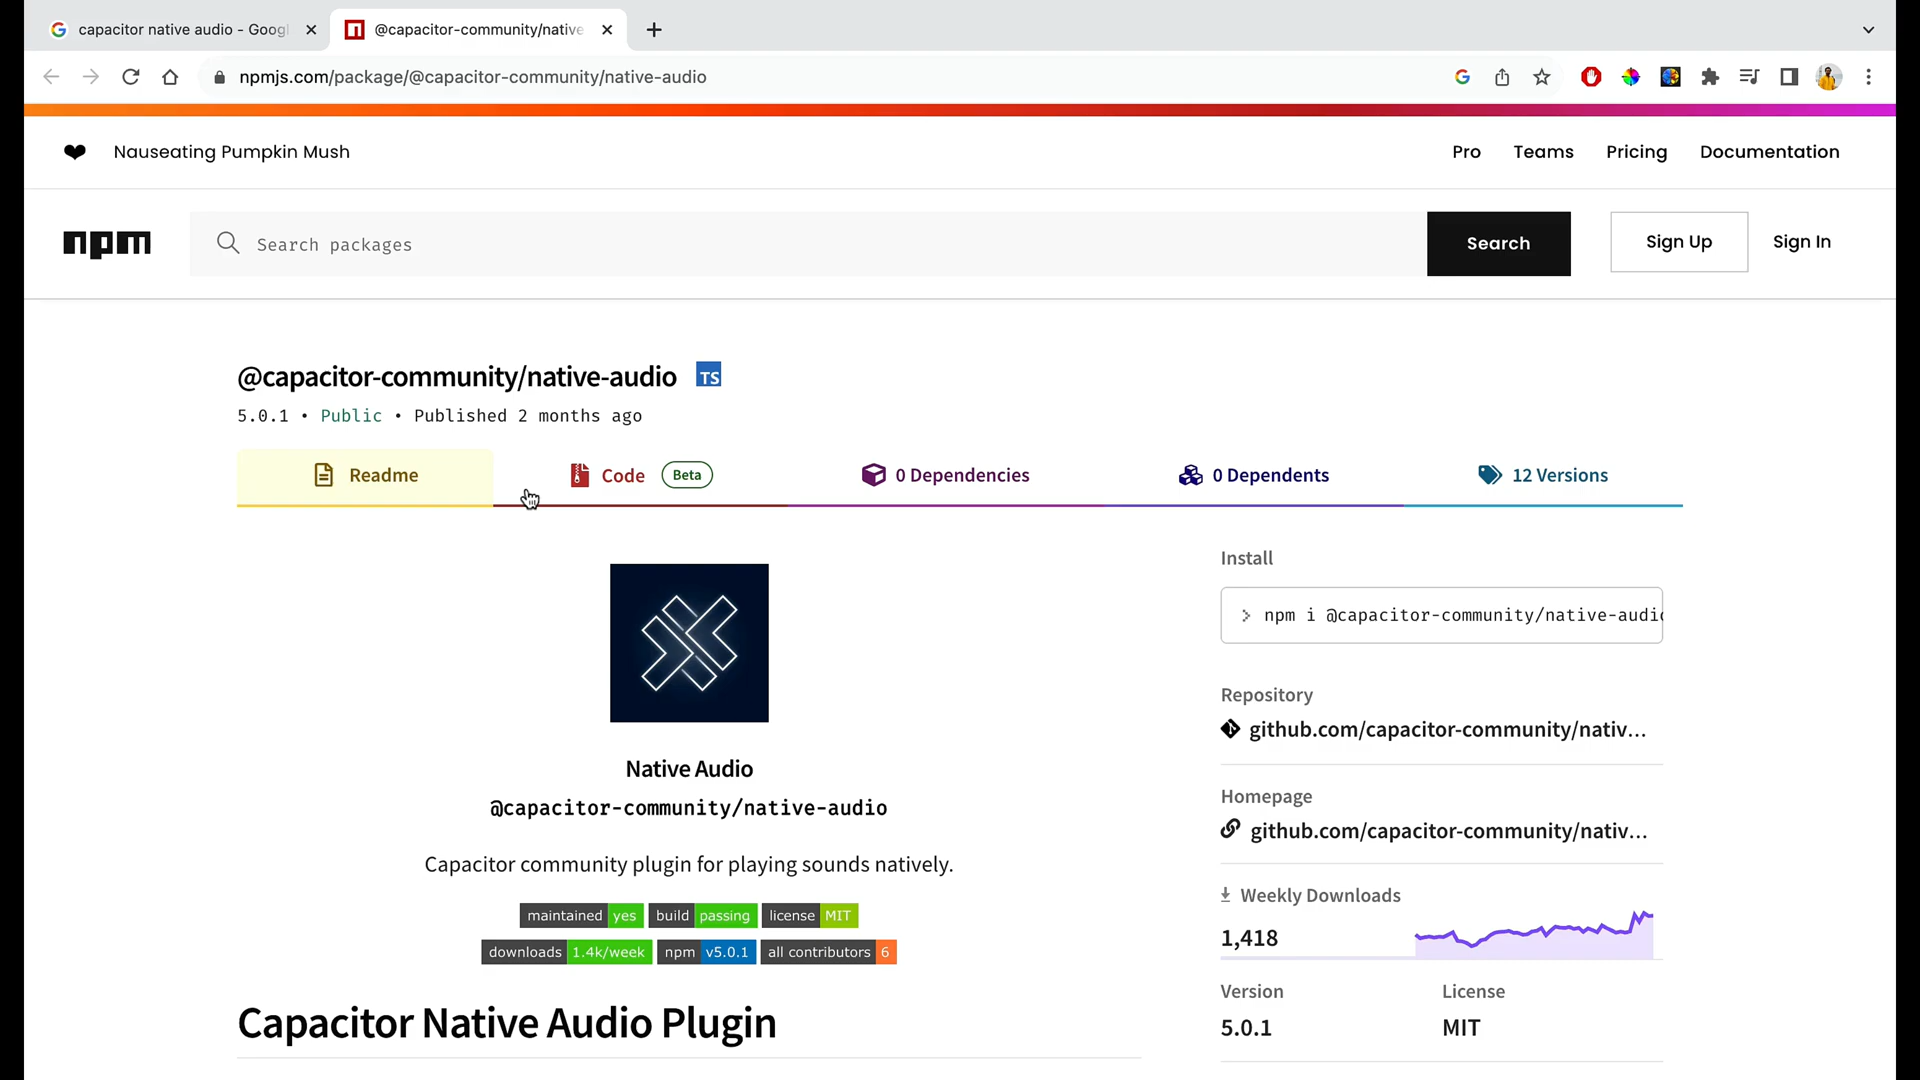 capacitor native audio - Goog
@capacitor-community/native
npmjs.com/package/@capacitor-community/native-audio
Nauseating Pumpkin Mush
Pro Teams Pricing Documentation
npm
Search packages
Search
Sign Up
Sign In
@capacitor-community/native-audio TS
5.0.1 • Public • Published 2 months ago
Readme
Code Beta
0 Dependencies
0 Dependents
12 Versions
Native Audio
@capacitor-community/native-audio
Capacitor community plugin for playing sounds natively.
maintained yes build passing license MIT
downloads 1.4k/week npm v5.0.1 all contributors 6
Capacitor Native Audio Plugin
Install
> npm i @capacitor-community/native-audio
Repository
github.com/capacitor-community/nativ...
Homepage
github.com/capacitor-community/nativ...
Weekly Downloads
1,418
Version License
5.0.1 MIT